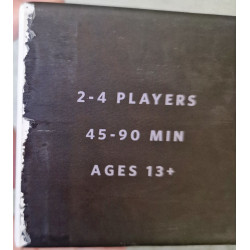 2-4 PLAYERS
45-90 MIN
AGES 13+